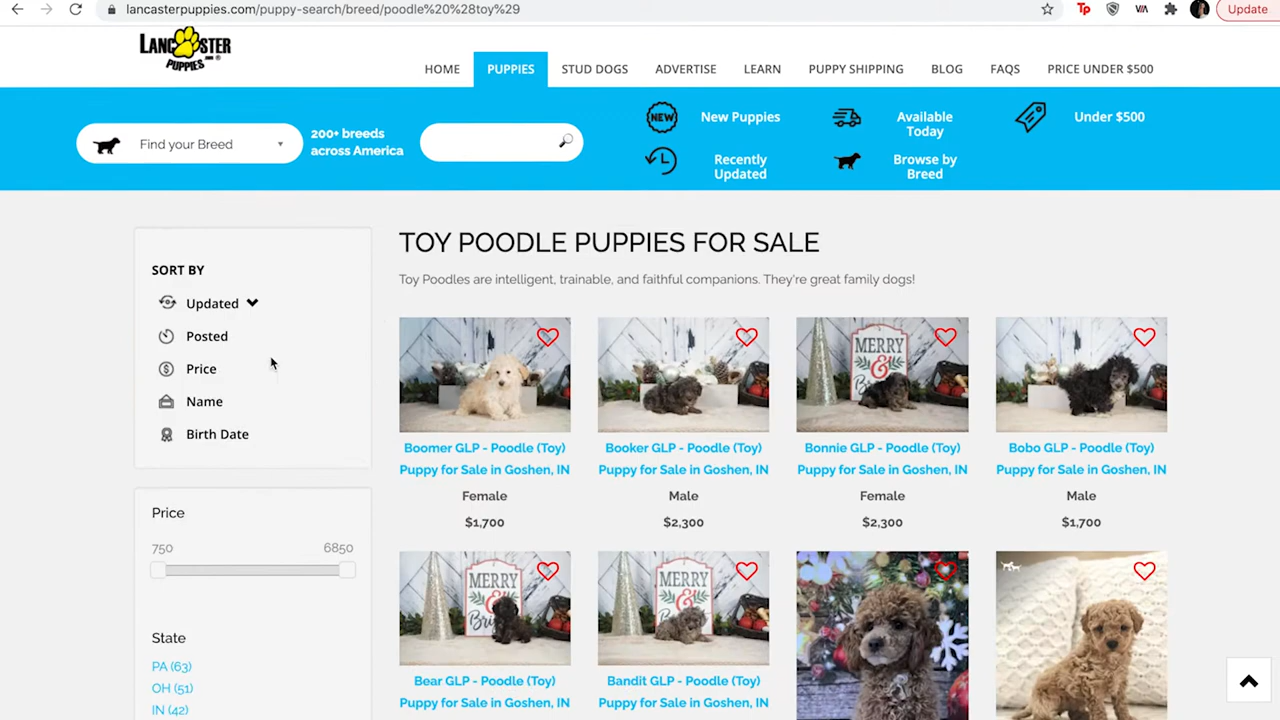 lancasterpuppies.com/puppy-search/breed/poodle%20%28toy%29
Tp
VIA
Update
LANCASTER
PUPPIES
HOME
PUPPIES
STUD DOGS
ADVERTISE
LEARN
PUPPY SHIPPING
BLOG
FAQS
PRICE UNDER $500
Find your Breed
200+ breeds
across America
NEW
New Puppies
Available
Today
Under $500
Recently
Updated
Browse by
Breed
SORT BY
Updated
Posted
Price
Name
Birth Date
Price
750
6850
State
PA (63)
OH (51)
IN (42)
TOY POODLE PUPPIES FOR SALE
Toy Poodles are intelligent, trainable, and faithful companions. They're great family dogs!
MERRY
&
Boomer GLP - Poodle (Toy)
Puppy for Sale in Goshen, IN
Female
$1,700
Booker GLP - Poodle (Toy)
Puppy for Sale in Goshen, IN
Male
$2,300
Bonnie GLP - Poodle (Toy)
Puppy for Sale in Goshen, IN
Female
$2,300
Bobo GLP - Poodle (Toy)
Puppy for Sale in Goshen, IN
Male
$1,700
MERRY
&
MERRY
&
Bear GLP - Poodle (Toy)
Puppy for Sale in Goshen, IN
Bandit GLP - Poodle (Toy)
Puppy for Sale in Goshen, IN